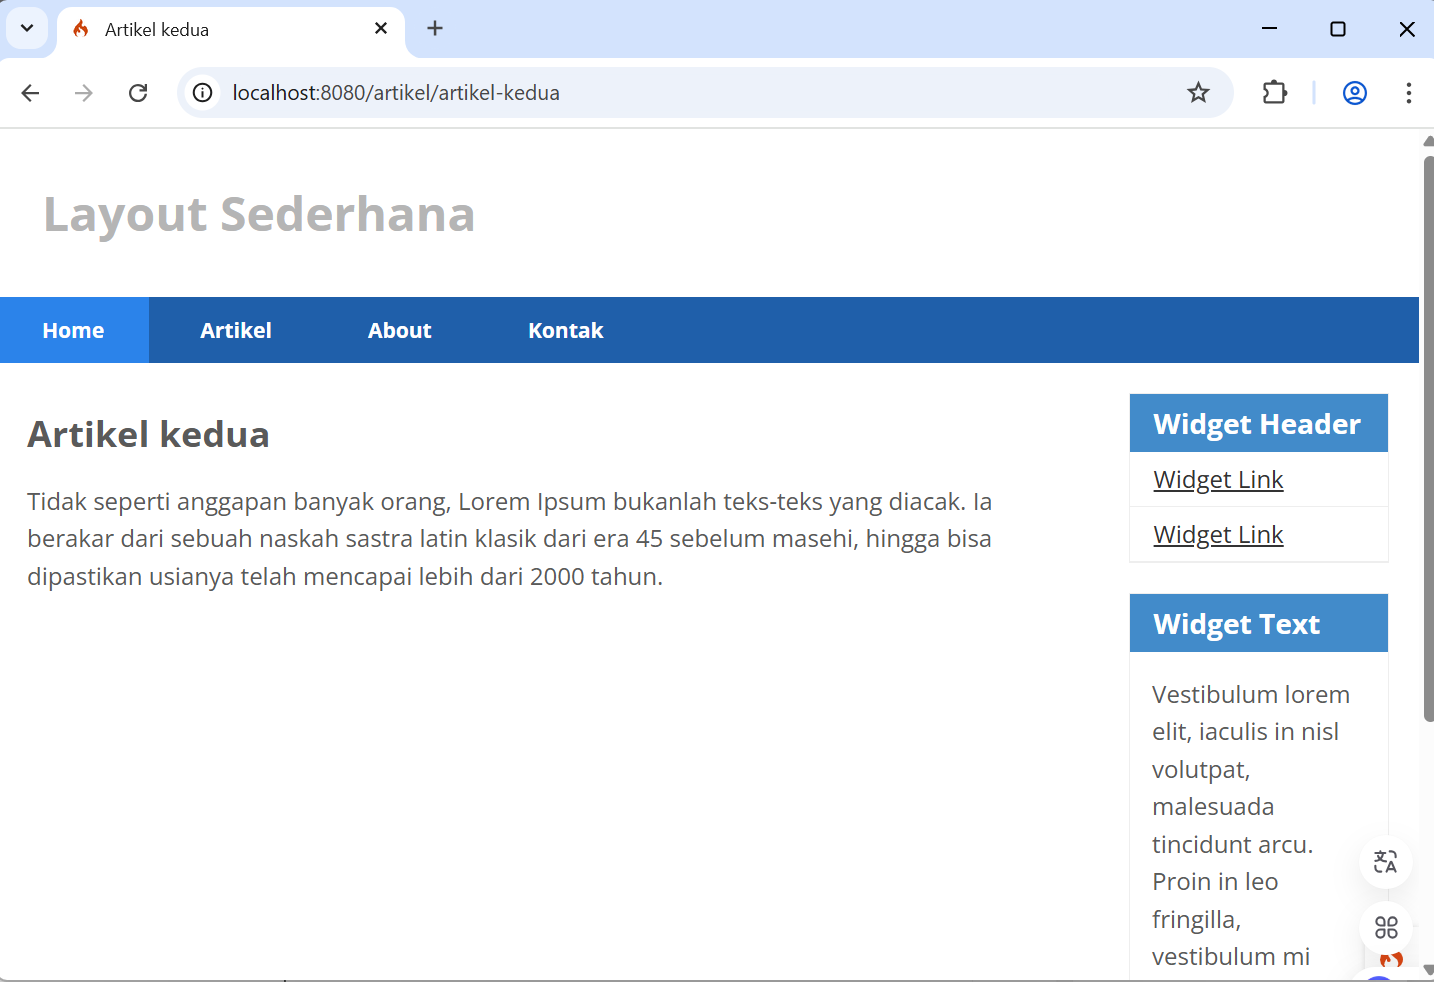 Artikel kedua
localhost:8080/artikel/artikel-kedua
Layout Sederhana
Home Artikel About Kontak
Artikel kedua
Tidak seperti anggapan banyak orang, Lorem Ipsum bukanlah teks-teks yang diacak. Ia
berakar dari sebuah naskah sastra latin klasik dari era 45 sebelum masehi, hingga bisa
dipastikan usianya telah mencapai lebih dari 2000 tahun.
Widget Header
Widget Link
Widget Link
Widget Text
Vestibulum lorem
elit, iaculis in nisl
volutpat,
malesuada
tincidunt arcu.
Proin in leo
fringilla,
vestibulum mi